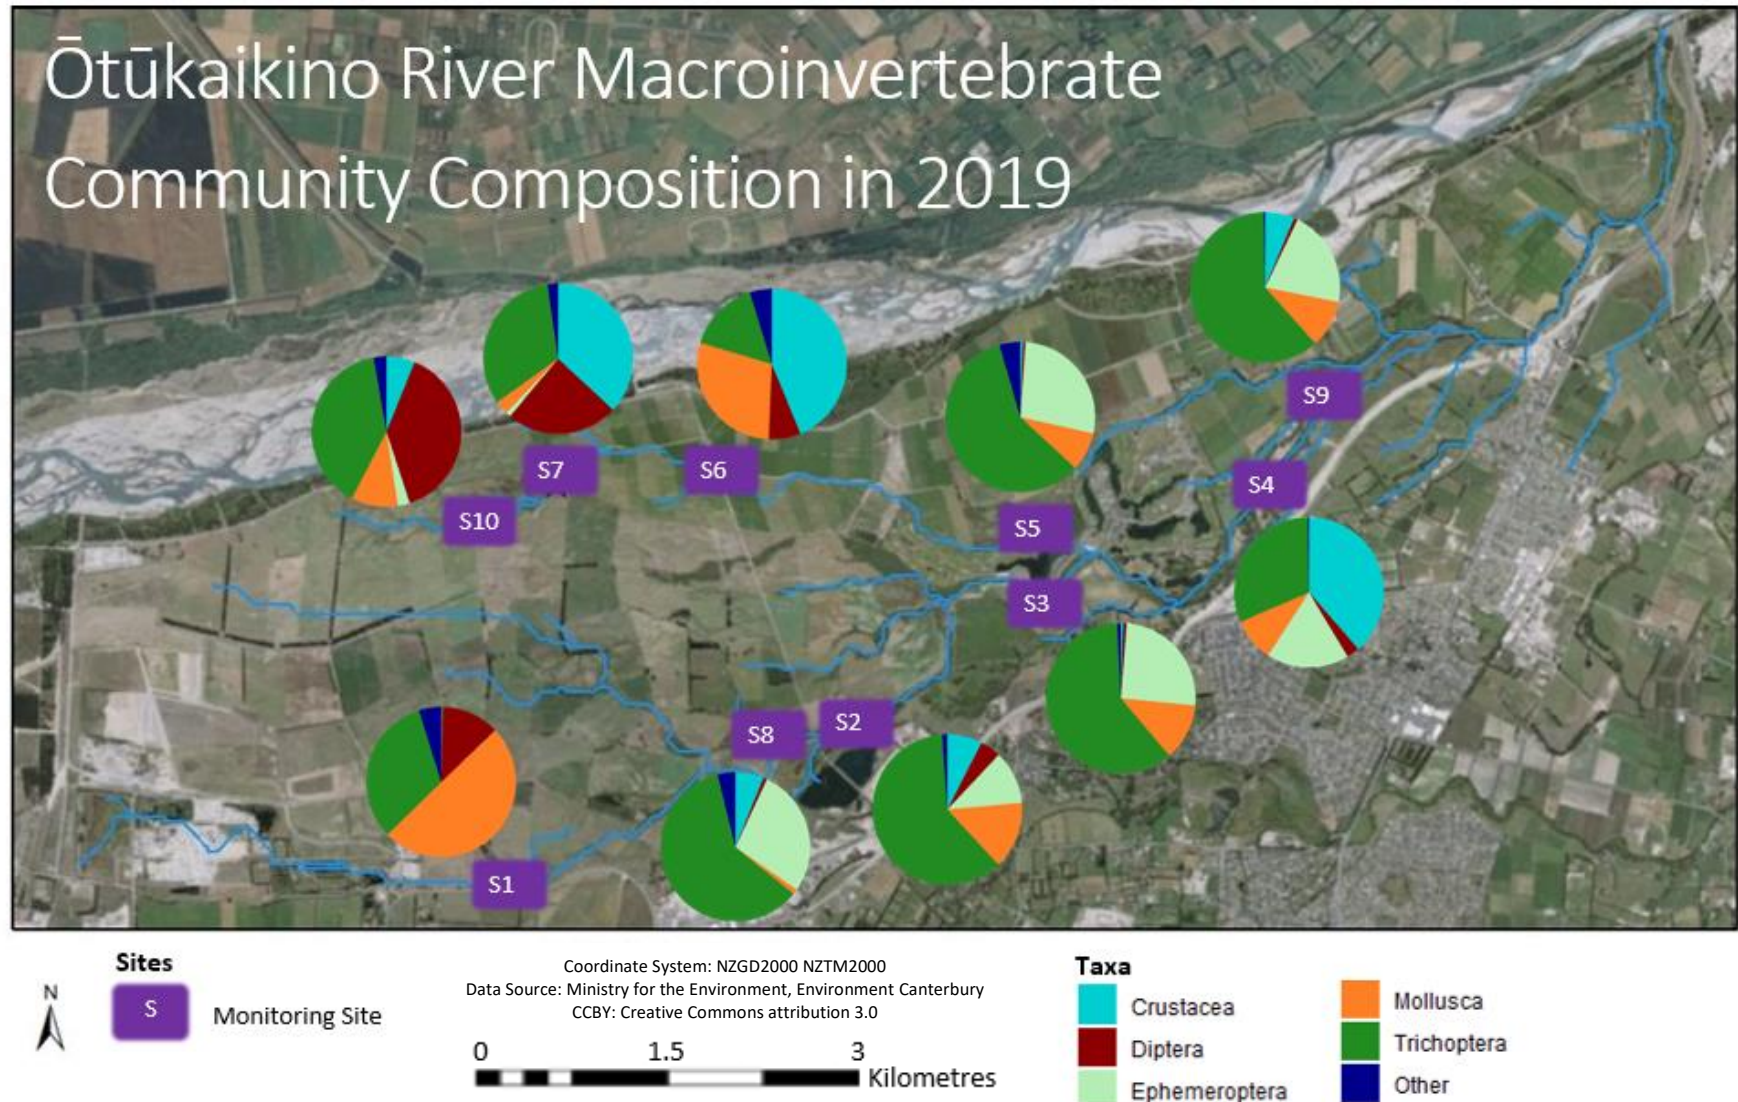 Ōtūkaikino River Macroinvertebrate
Community Composition in 2019
S9
S7
S6
S4
S10
S5
S3
S8
S2
S1
Sites
N
S
Monitoring Site
Coordinate System: NZGD2000 NZTM2000
Data Source: Ministry for the Environment, Environment Canterbury
CCBY: Creative Commons attribution 3.0
0 1.5 3
Kilometres
Taxa
Crustacea
Diptera
Ephemeroptera
Mollusca
Trichoptera
Other